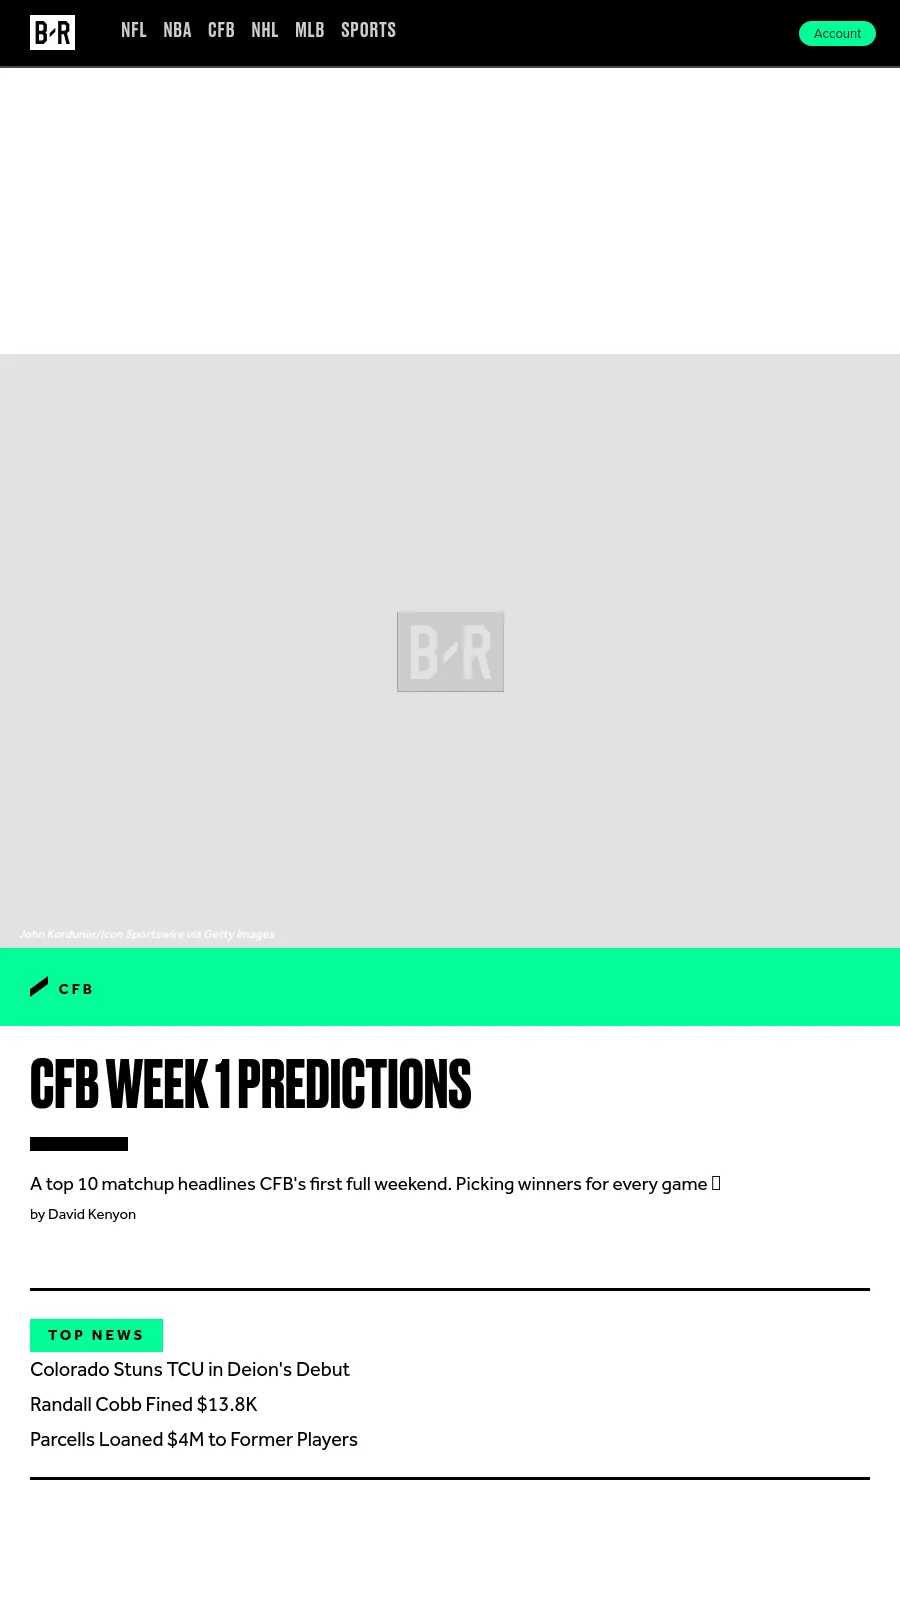 B/R
NFL NBA CFB NHL MLB SPORTS
Account
B/R
John Korduner/Icon Sportswire via Getty Images
CFB
CFB WEEK 1 PREDICTIONS
A top 10 matchup headlines CFB's first full weekend. Picking winners for every game
by David Kenyon
TOP NEWS
Colorado Stuns TCU in Deion's Debut
Randall Cobb Fined $13.8K
Parcells Loaned $4M to Former Players